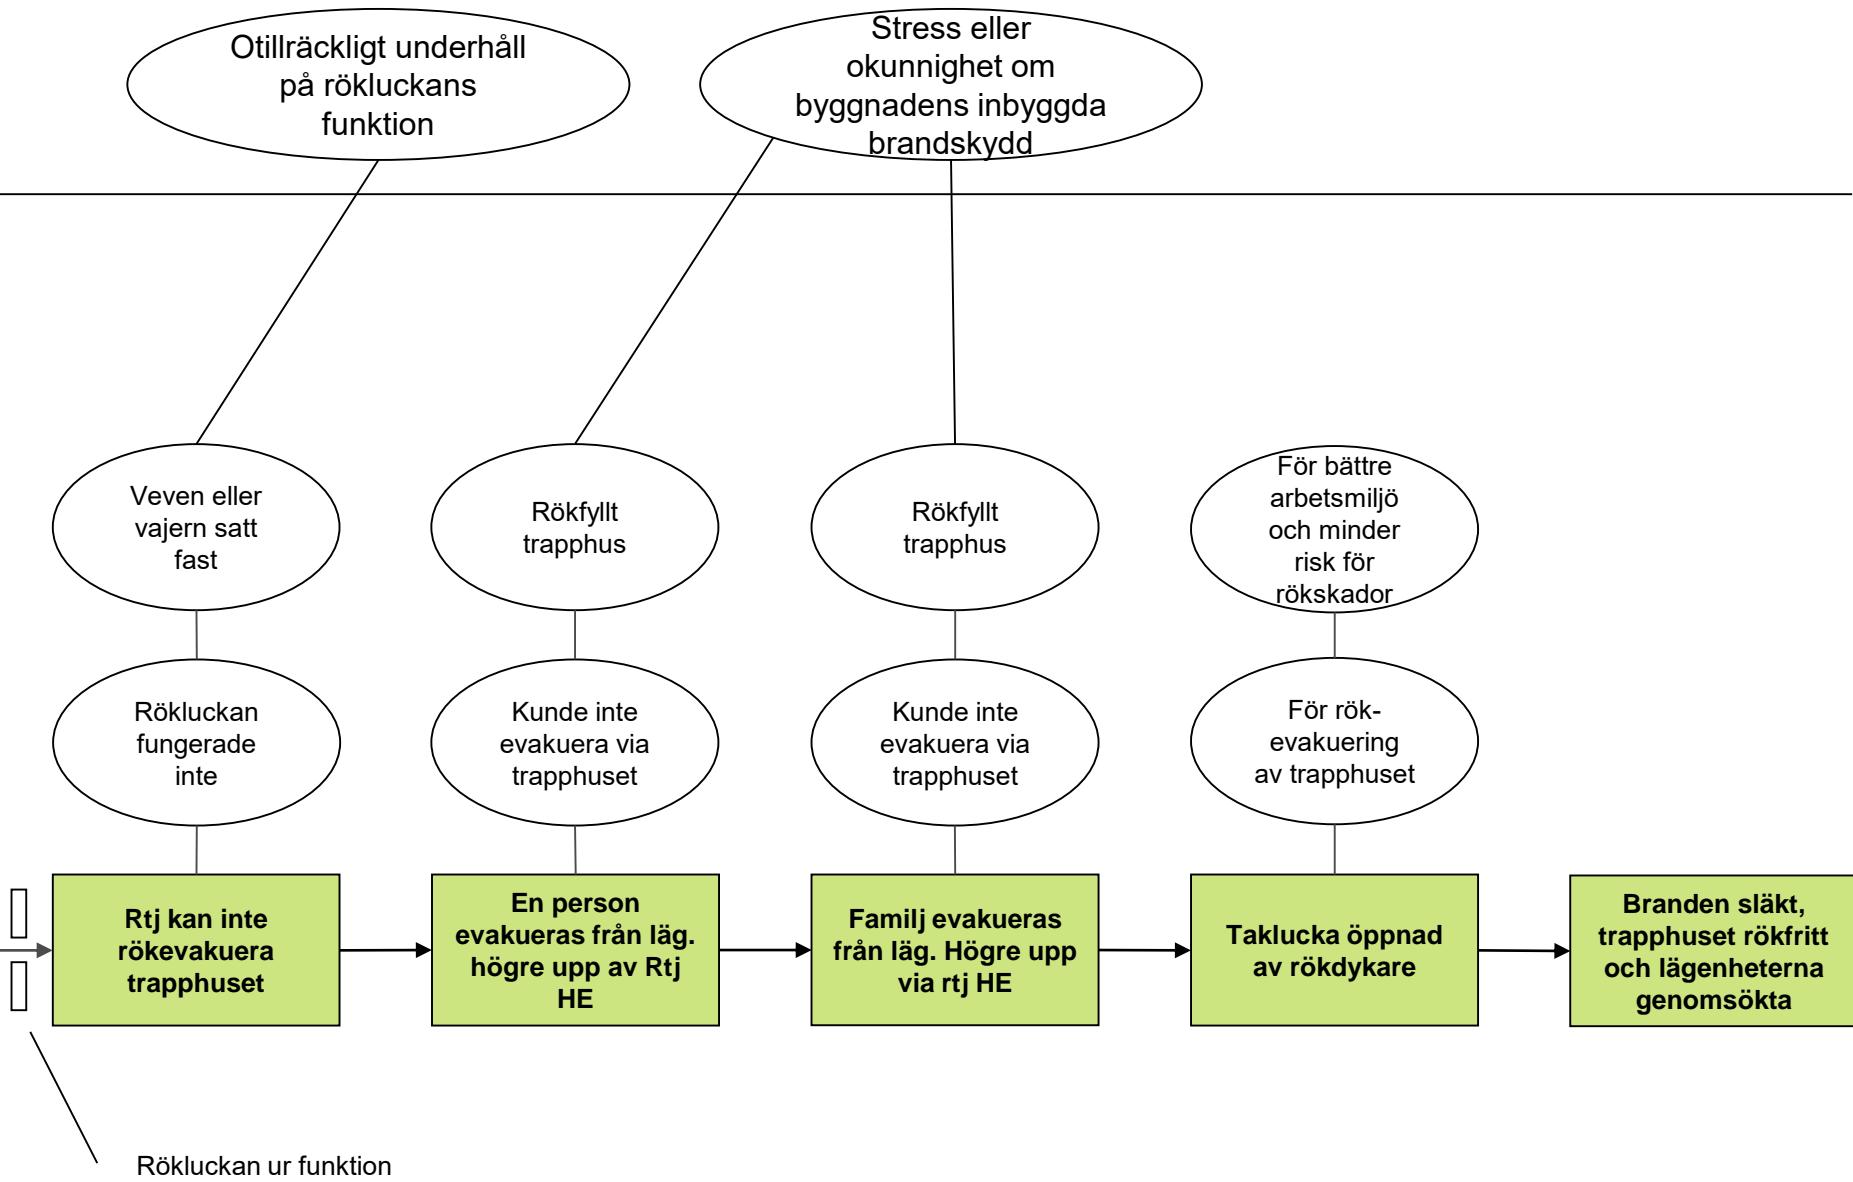 Otillräckligt underhåll
på rökluckans
funktion
Stress eller
okunnighet om
byggnadens inbyggda
brandskydd
Veven eller
vajern satt
fast
Rökfyllt
trapphus
Rökfyllt
trapphus
För bättre
arbetsmiljö
och minder
risk för
rökskador
Rökluckan
fungerade
inte
Kunde inte
evakuera via
trapphuset
Kunde inte
evakuera via
trapphuset
För rök-
evakuering
av trapphuset
Rtj kan inte
rökevakuera
trapphuset
En person
evakueras från läg.
högre upp av Rtj
HE
Familj evakueras
från läg. Högre upp
via rtj HE
Taklucka öppnad
av rökdykare
Branden släkt,
trapphuset rökfritt
och lägenheterna
genomsökta
Rökluckan ur funktion